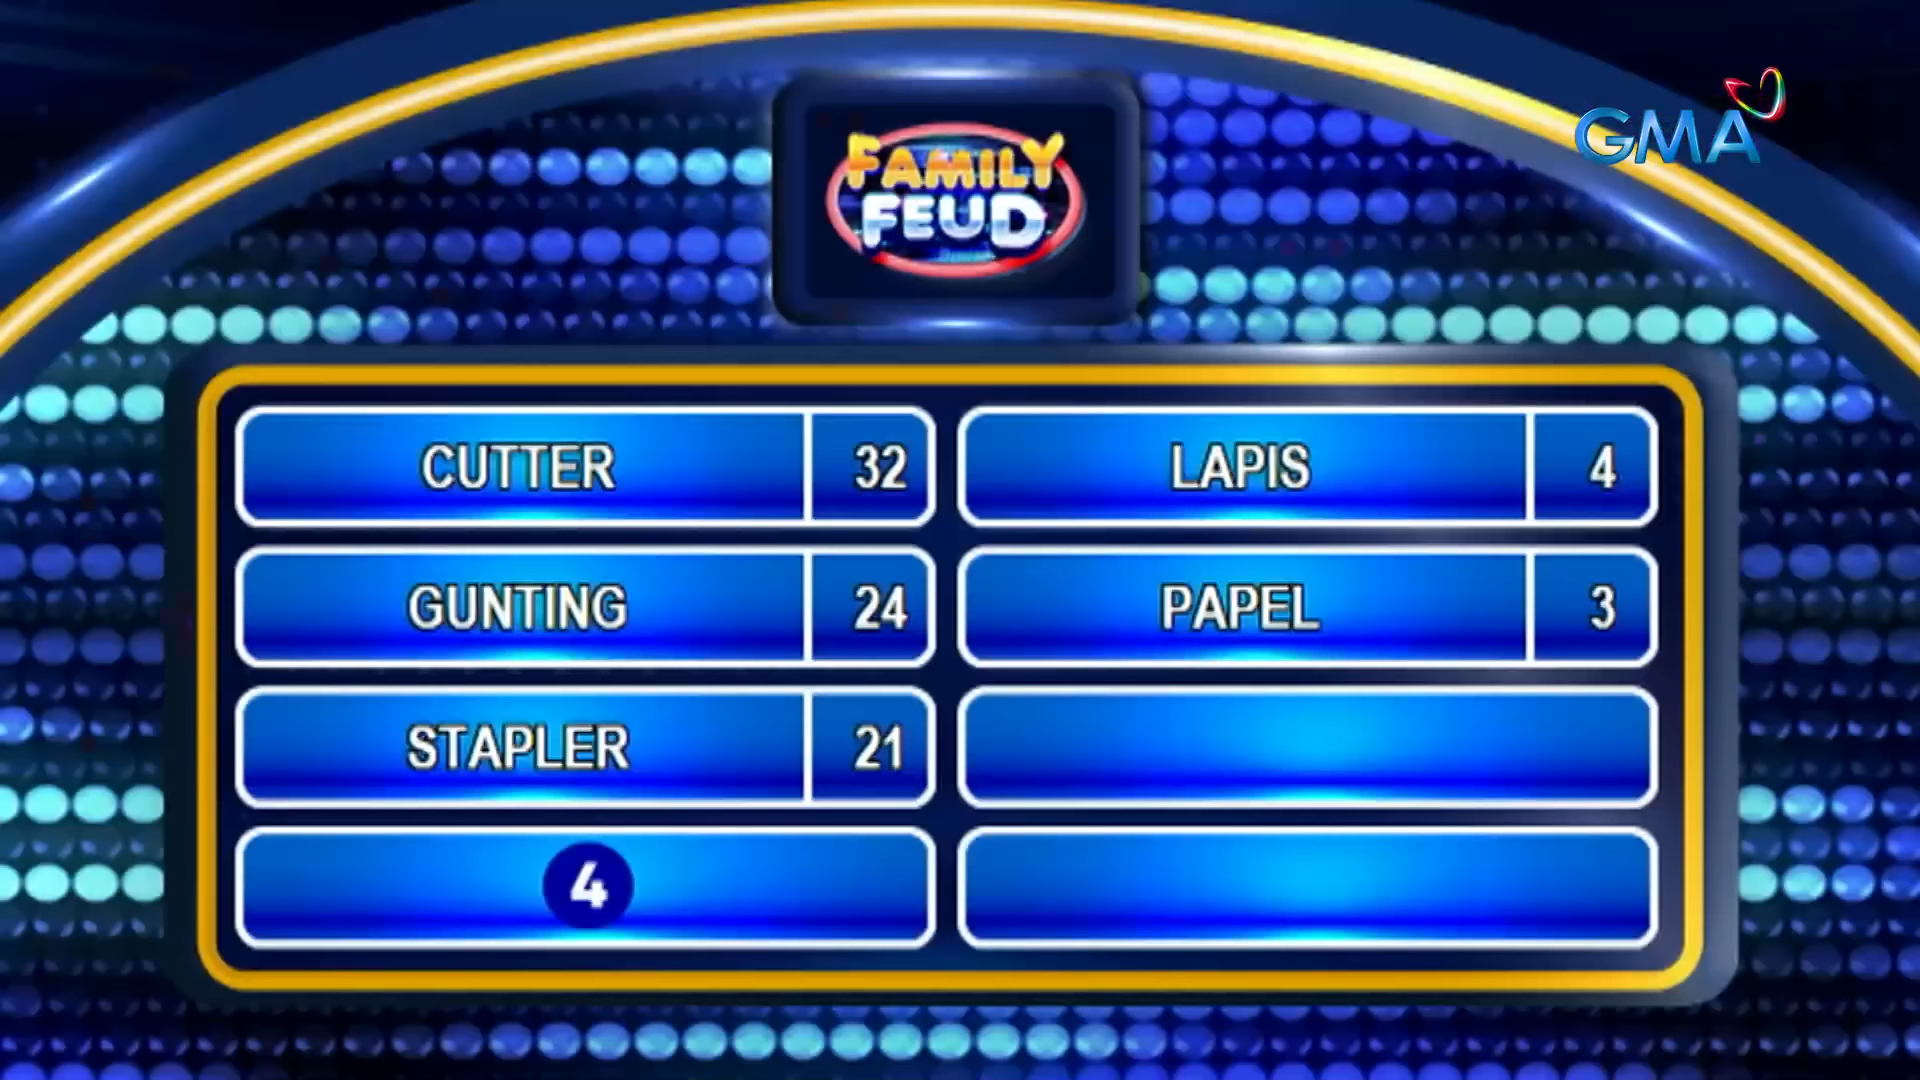 FAMILY
FEUD
GMA
CUTTER 32
GUNTING 24
STAPLER 21
4
LAPIS 4
PAPEL 3